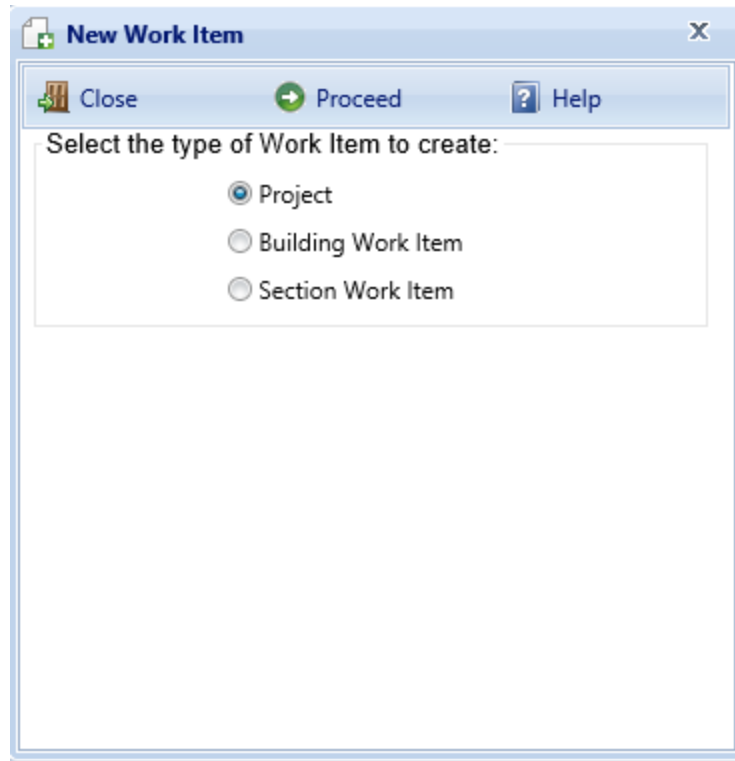 New Work Item
Close Proceed Help
Select the type of Work Item to create:
Project
Building Work Item
Section Work Item